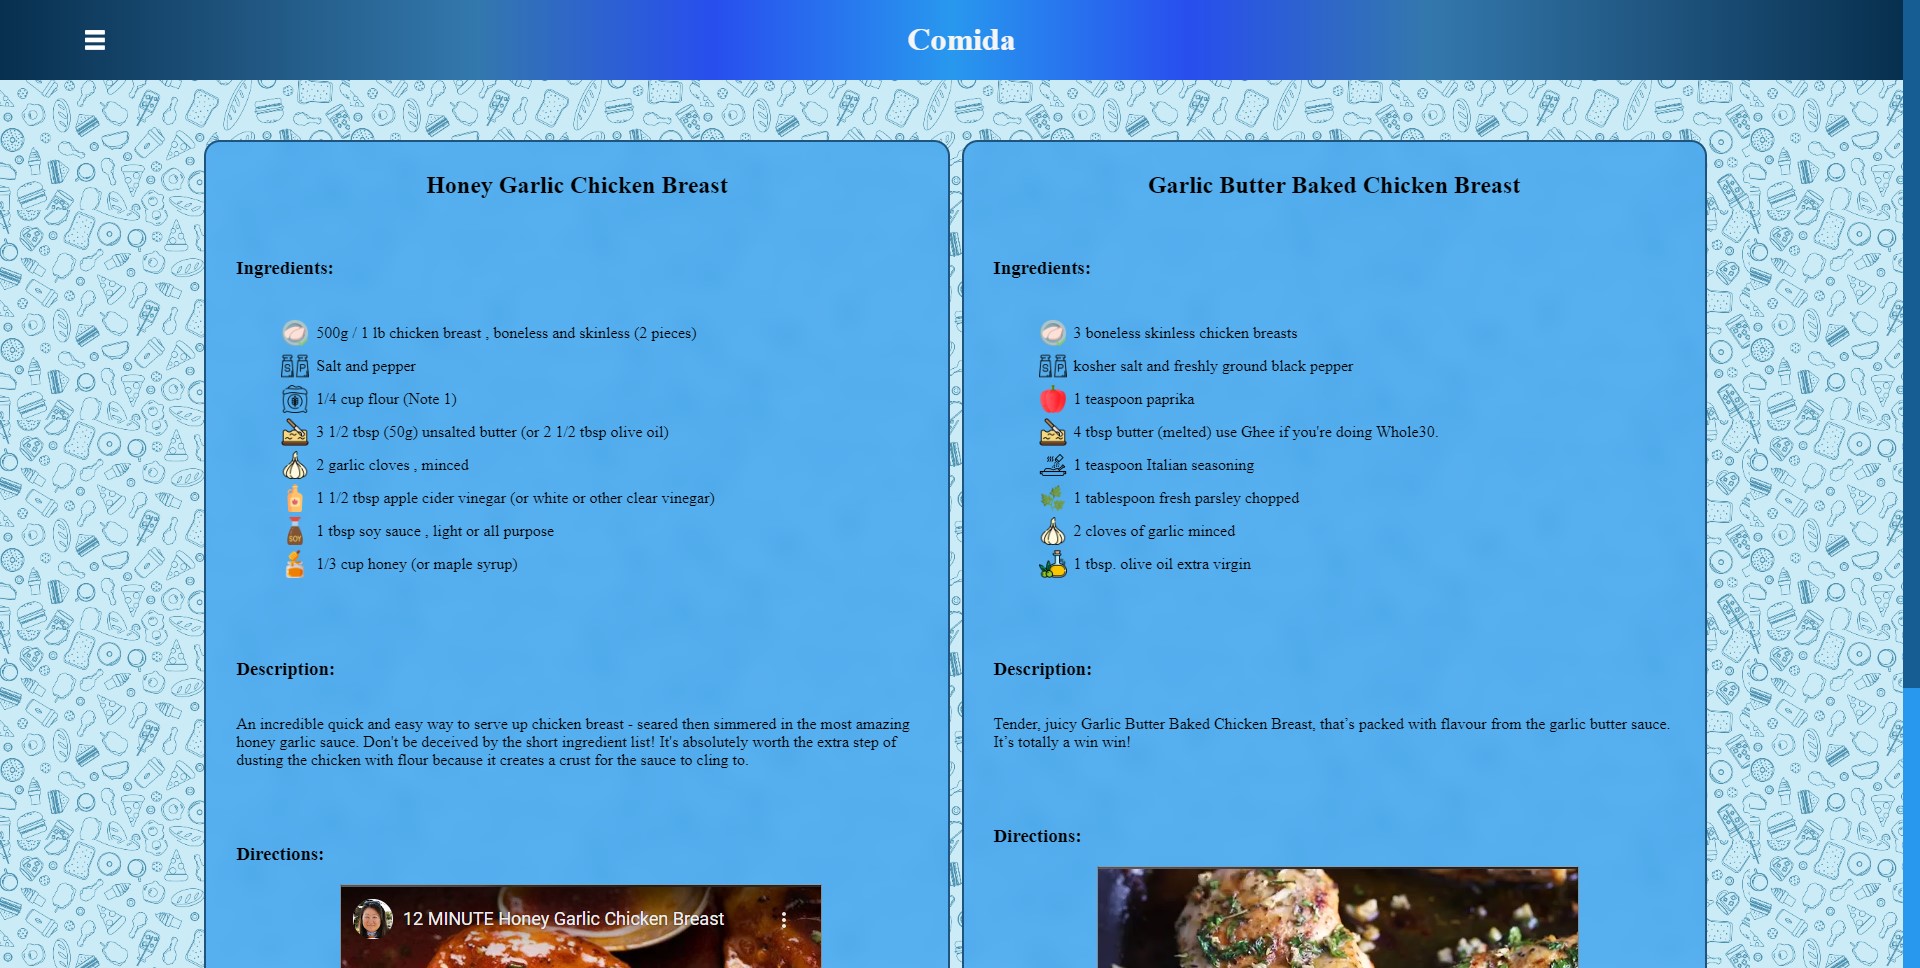 Comida
Honey Garlic Chicken Breast
Ingredients:
500g / 1 lb chicken breast , boneless and skinless (2 pieces)
S P Salt and pepper
1/4 cup flour (Note 1)
3 1/2 tbsp (50g) unsalted butter (or 2 1/2 tbsp olive oil)
2 garlic cloves , minced
1 1/2 tbsp apple cider vinegar (or white or other clear vinegar)
SOY 1 tbsp soy sauce , light or all purpose
1/3 cup honey (or maple syrup)
Description:
An incredible quick and easy way to serve up chicken breast - seared then simmered in the most amazing
honey garlic sauce. Don't be deceived by the short ingredient list! It's absolutely worth the extra step of
dusting the chicken with flour because it creates a crust for the sauce to cling to.
Directions:
12 MINUTE Honey Garlic Chicken Breast
Garlic Butter Baked Chicken Breast
Ingredients:
3 boneless skinless chicken breasts
S P kosher salt and freshly ground black pepper
1 teaspoon paprika
4 tbsp butter (melted) use Ghee if you're doing Whole30.
1 teaspoon Italian seasoning
1 tablespoon fresh parsley chopped
2 cloves of garlic minced
1 tbsp. olive oil extra virgin
Description:
Tender, juicy Garlic Butter Baked Chicken Breast, that’s packed with flavour from the garlic butter sauce.
It’s totally a win win!
Directions: